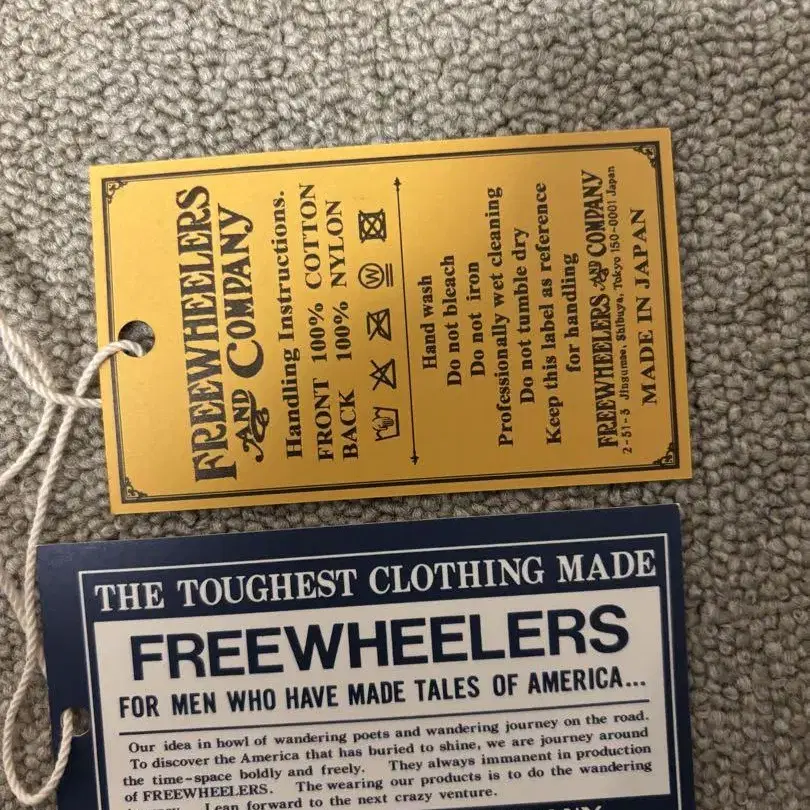 FREEWHEELERS
AND COMPANY
Handling Instructions.
FRONT 100% COTTON
BACK 100% NYLON
W
Hand wash
Do not bleach
Do not iron
Professionally wet cleaning
Do not tumble dry
Keep this label as reference
for handling
FREEWHEELERS AND COMPANY
2-31-3 Jingumae, Shibuya, Tokyo 150-0001 Japan
MADE IN JAPAN
THE TOUGHEST CLOTHING MADE
FREEWHEELERS
FOR MEN WHO HAVE MADE TALES OF AMERICA...
Our idea in howl of wandering poets and wandering journey on the road.
To discover the America that has buried to shine, we are journey around
the time-space boldly and freely. They always immanent in production
of FREEWHEELERS. The wearing our products is to do the wandering
Lean forward to the next crazy venture.